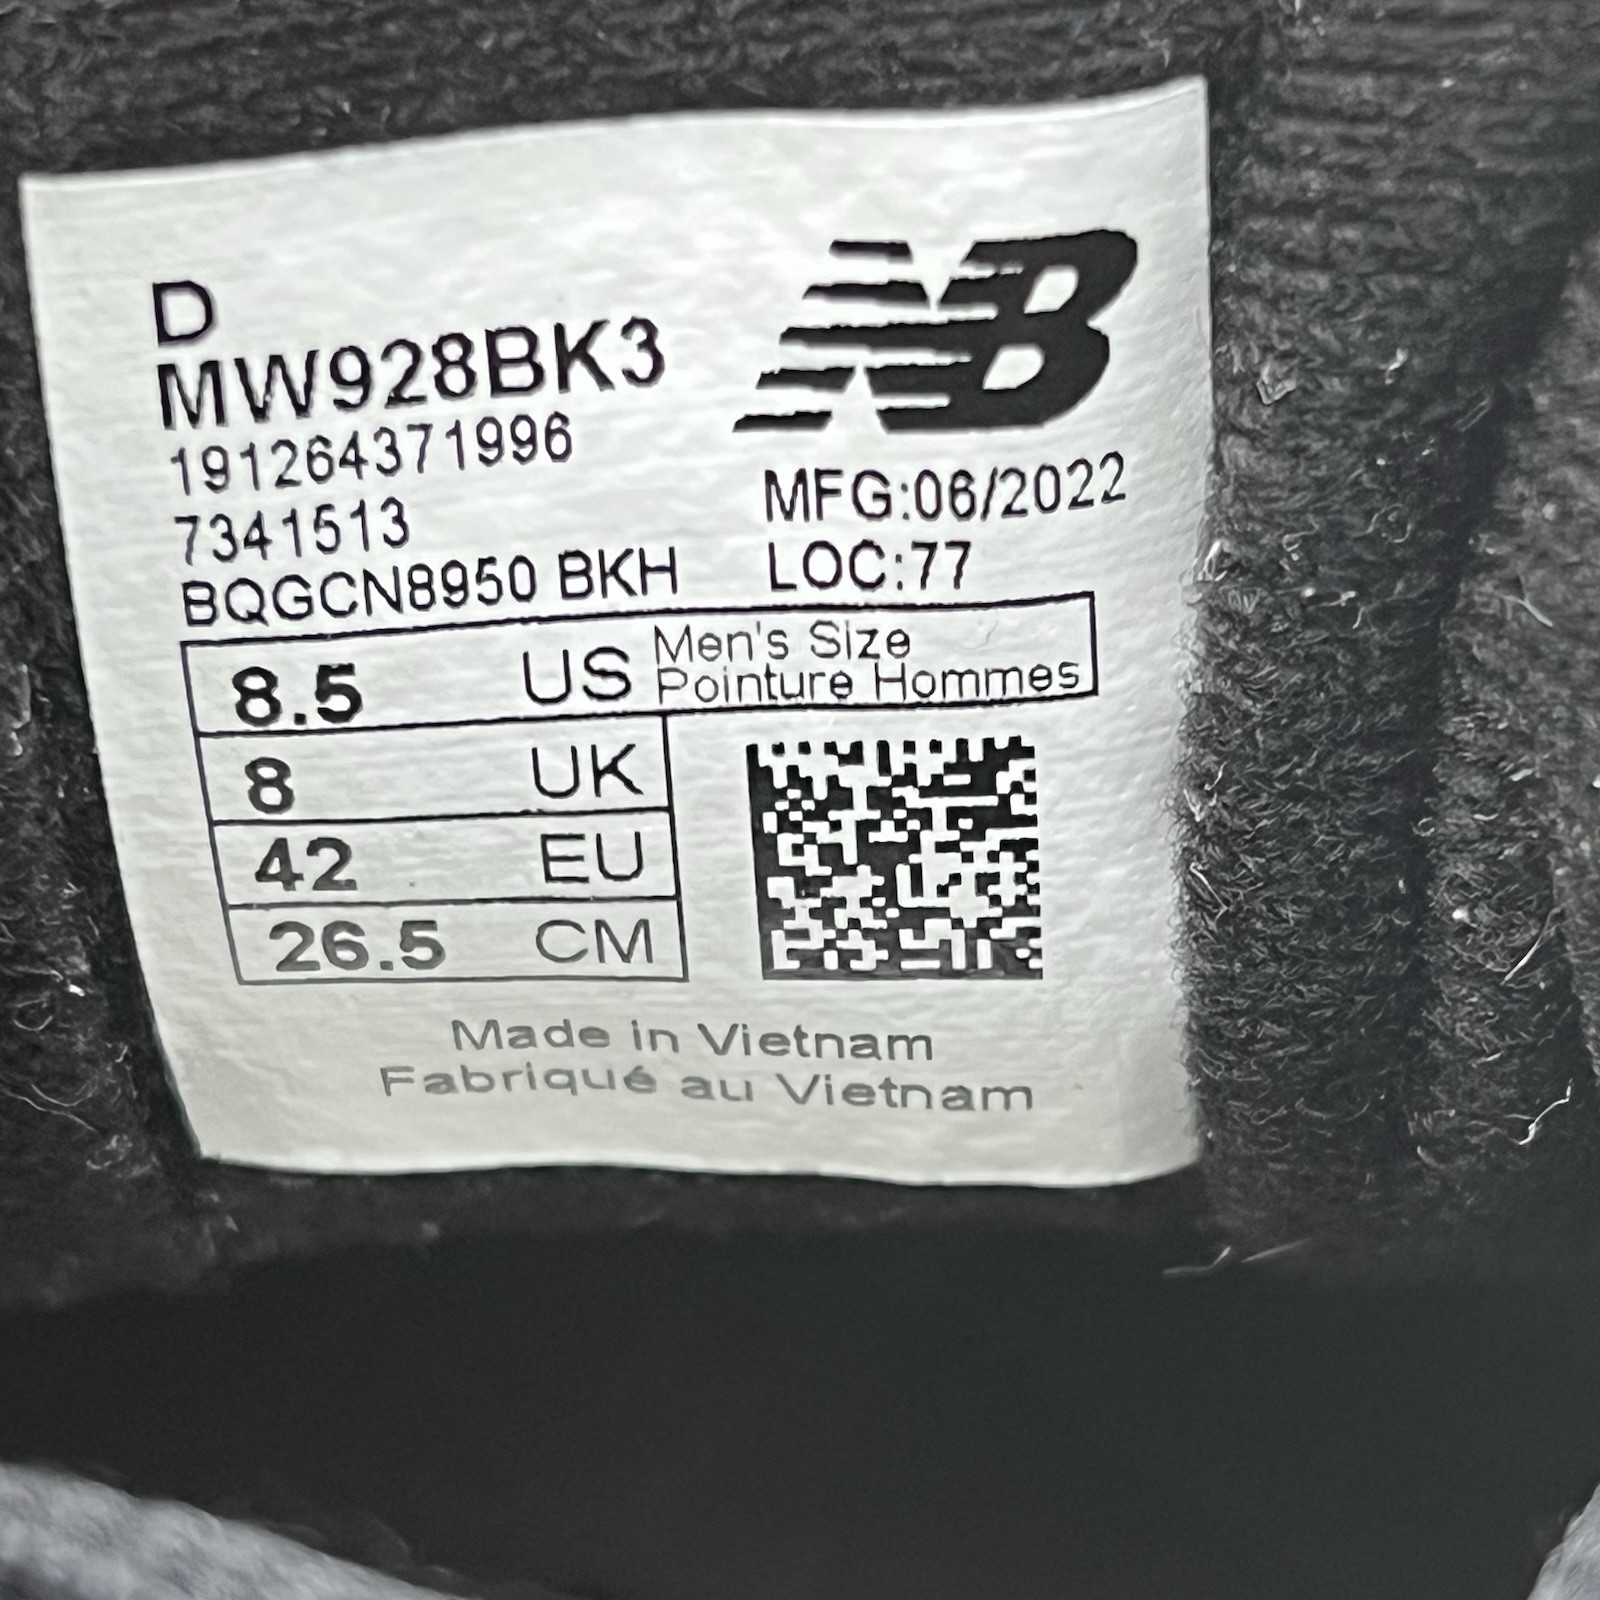 D
MW928BK3
191264371996
7341513
BQGCN8950 BKH
NB
MFG:06/2022
LOC:77
8.5 US Men's Size
Pointure Hommes
8 UK
42 EU
26.5 CM
Made in Vietnam
Fabriqué au Vietnam